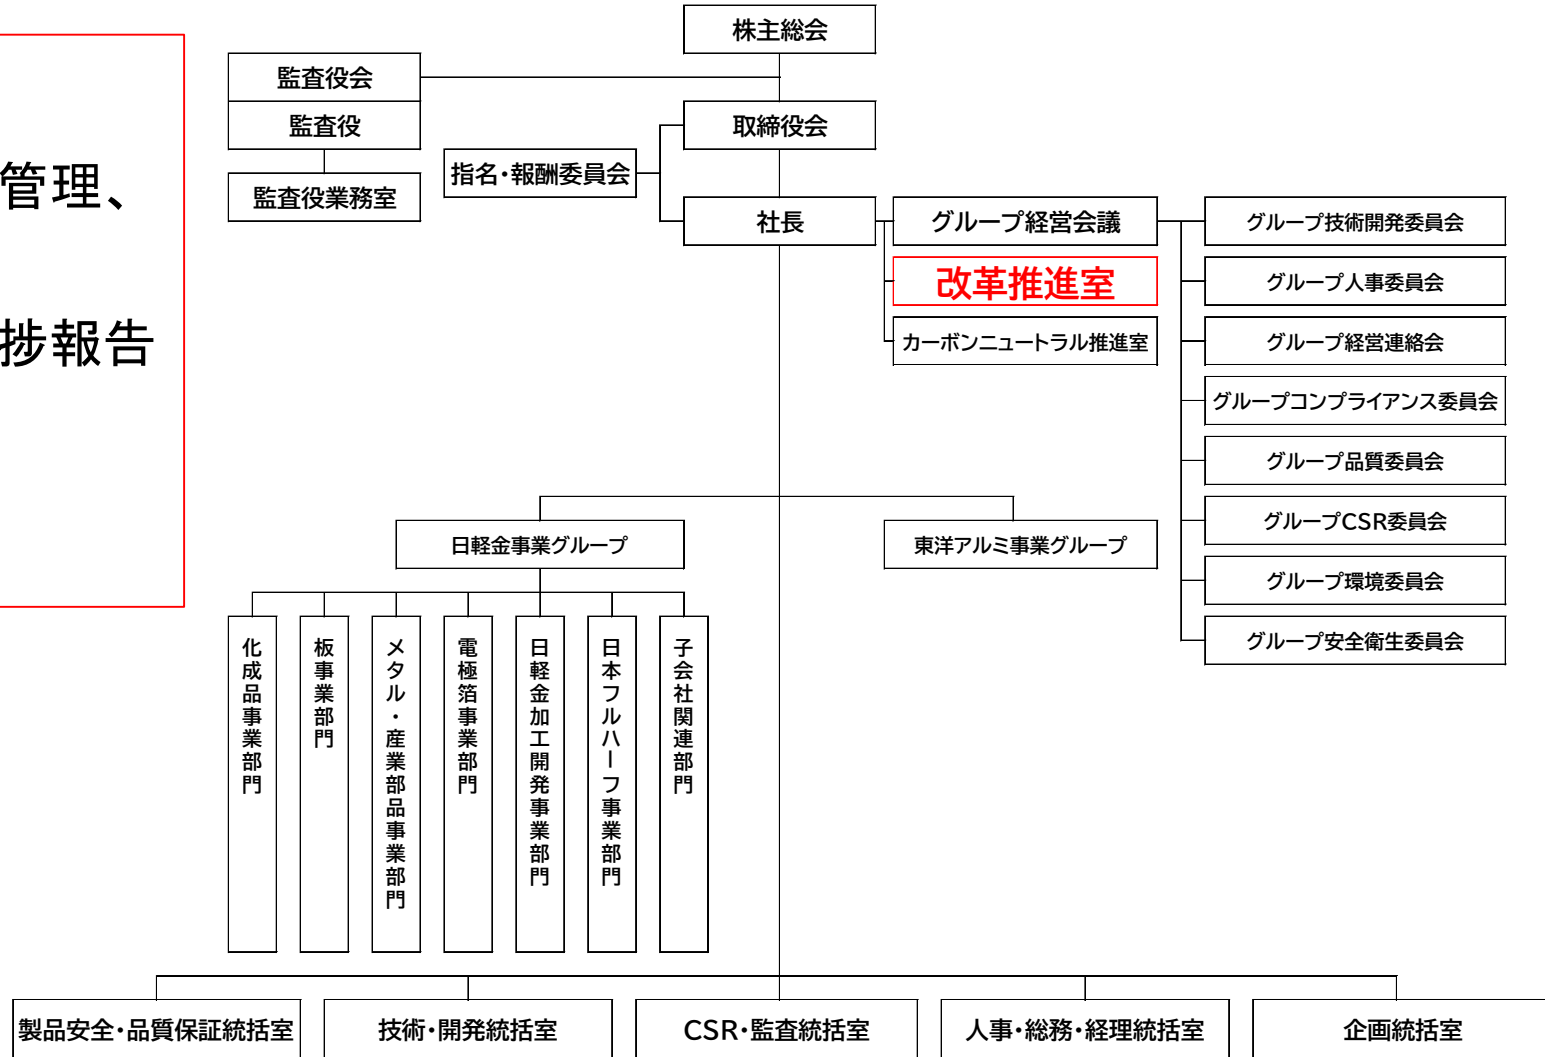 管理、
捗報告
株主総会
監査役会
監査役
監査役業務室
取締役会
指名・報酬委員会
社長
グループ経営会議
改革推進室
カーボンニュートラル推進室
グループ技術開発委員会
グループ人事委員会
グループ経営連絡会
グループコンプライアンス委員会
グループ品質委員会
グループCSR委員会
グループ環境委員会
グループ安全衛生委員会
日軽金事業グループ
東洋アルミ事業グループ
化成品事業部門
板事業部門
メタル・産業部品事業部門
電極箔事業部門
日軽金加工開発事業部門
日本フルハーフ事業部門
子会社関連部門
製品安全・品質保証統括室
技術・開発統括室
CSR・監査統括室
人事・総務・経理統括室
企画統括室